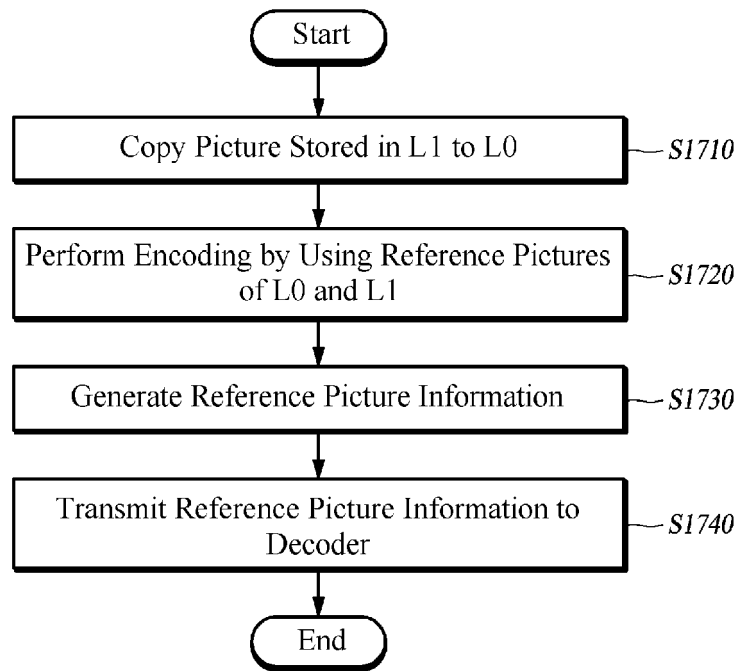 Start
Copy Picture Stored in L1 to L0
S1710
Perform Encoding by Using Reference Pictures
of L0 and L1
S1720
Generate Reference Picture Information
S1730
Transmit Reference Picture Information to
Decoder
S1740
End